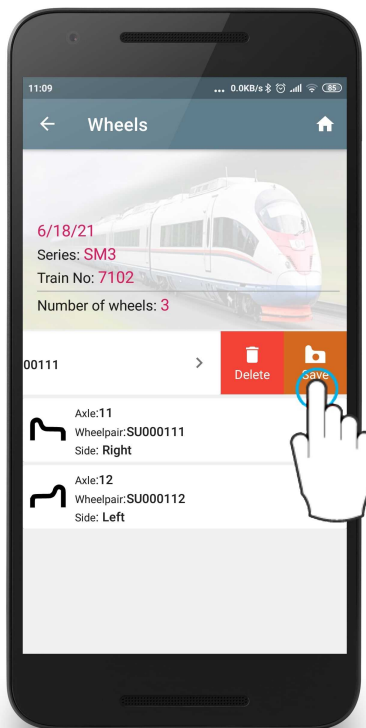 11:09 ... 0.0KB/s 85
Wheels
6/18/21
Series: SM3
Train No: 7102
Number of wheels: 3
00111
Delete
Save
Axle:11
Wheelpair:SU000111
Side: Right
Axle:12
Wheelpair:SU000112
Side: Left